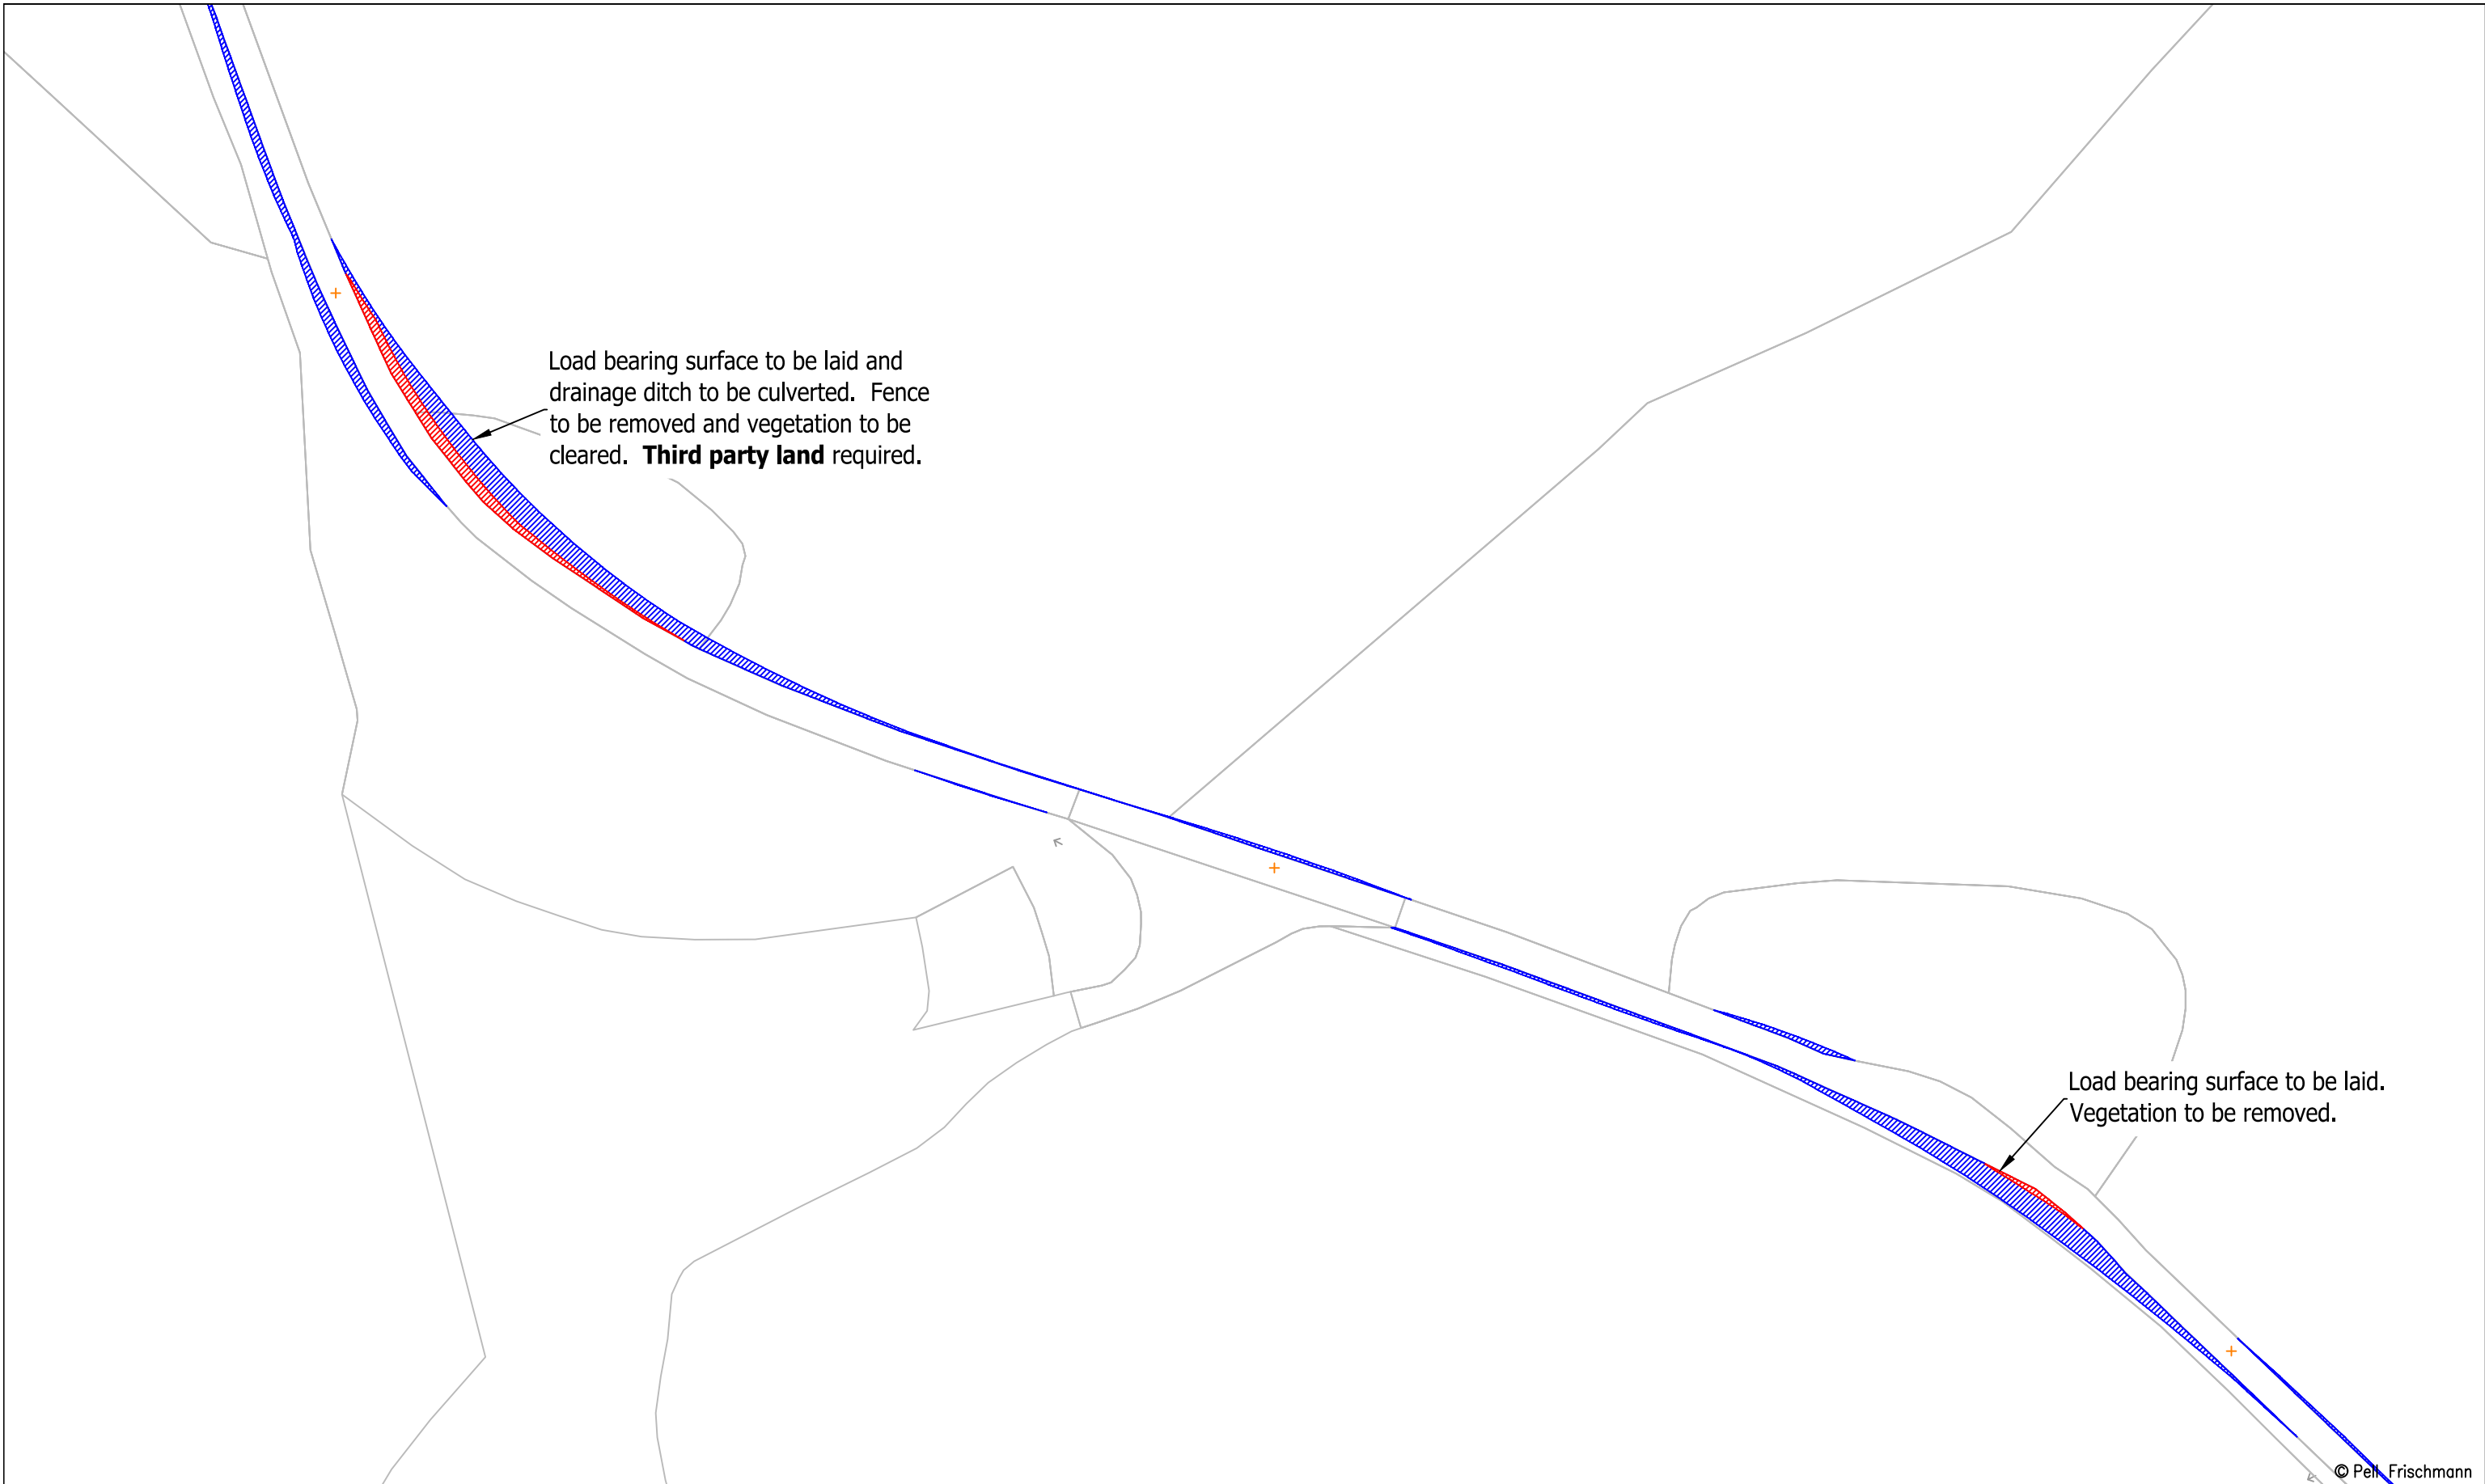 Load bearing surface to be laid and
drainage ditch to be culverted.  Fence
to be removed and vegetation to be
cleared.  Third party land required.
Load bearing surface to be laid.
Vegetation to be removed.
© Pell Frischmann